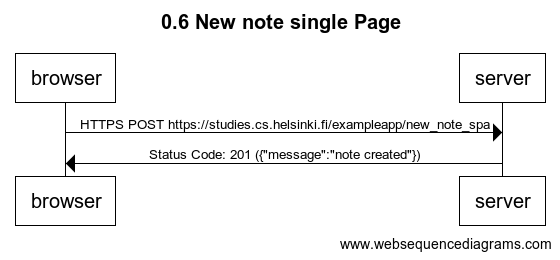 0.6 New note single Page
browser
server
HTTPS POST https://studies.cs.helsinki.fi/exampleapp/new_note_spa
Status Code: 201 ({"message":"note created"})
browser
server
www.websequencediagrams.com